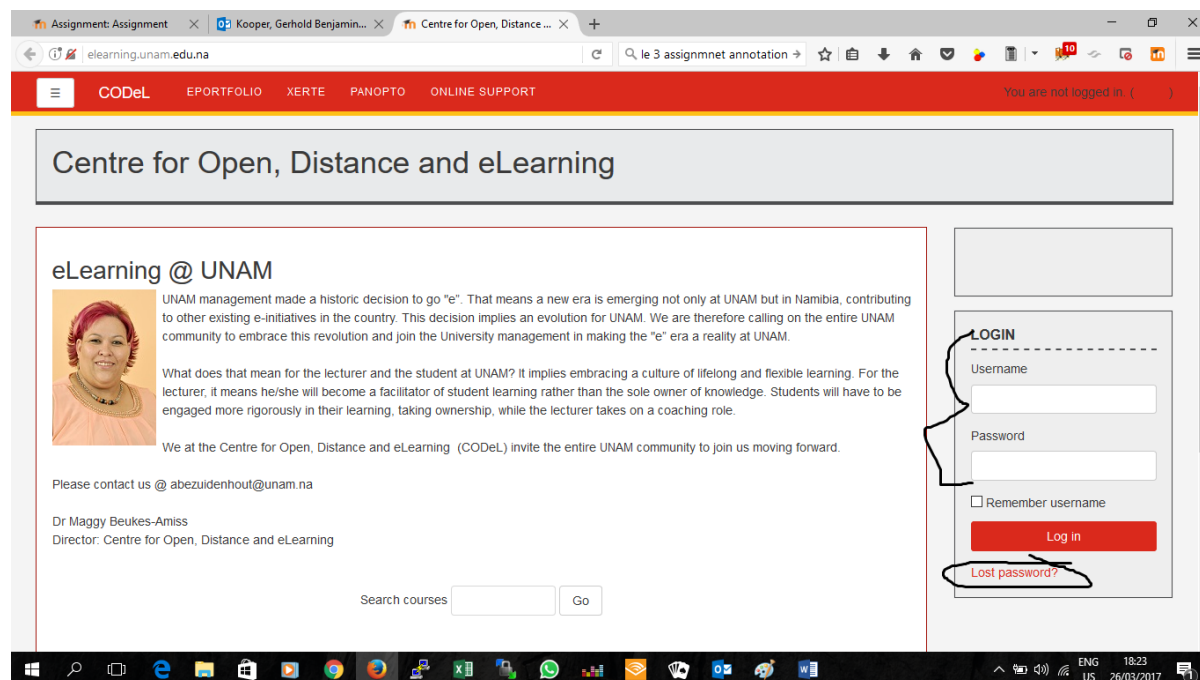 Assignment: Assignment
Kooper, Gerhold Benjamin...
Centre for Open, Distance ...
elearning.unam.edu.na
le 3 assignmnet annotation
10
CODeL EPORTFOLIO XERTE PANOPTO ONLINE SUPPORT You are not logged in. ( )
Centre for Open, Distance and eLearning
eLearning @ UNAM
UNAM management made a historic decision to go "e". That means a new era is emerging not only at UNAM but in Namibia, contributing
to other existing e-initiatives in the country. This decision implies an evolution for UNAM. We are therefore calling on the entire UNAM
community to embrace this revolution and join the University management in making the "e" era a reality at UNAM.
What does that mean for the lecturer and the student at UNAM? It implies embracing a culture of lifelong and flexible learning. For the
lecturer, it means he/she will become a facilitator of student learning rather than the sole owner of knowledge. Students will have to be
engaged more rigorously in their learning, taking ownership, while the lecturer takes on a coaching role.
We at the Centre for Open, Distance and eLearning (CODeL) invite the entire UNAM community to join us moving forward.
Please contact us @ abezuidenhout@unam.na
Dr Maggy Beukes-Amiss
Director: Centre for Open, Distance and eLearning
Search courses Go
LOGIN
Username
Password
Remember username
Log in
Lost password?
ENG
US
18:23
26/03/2017